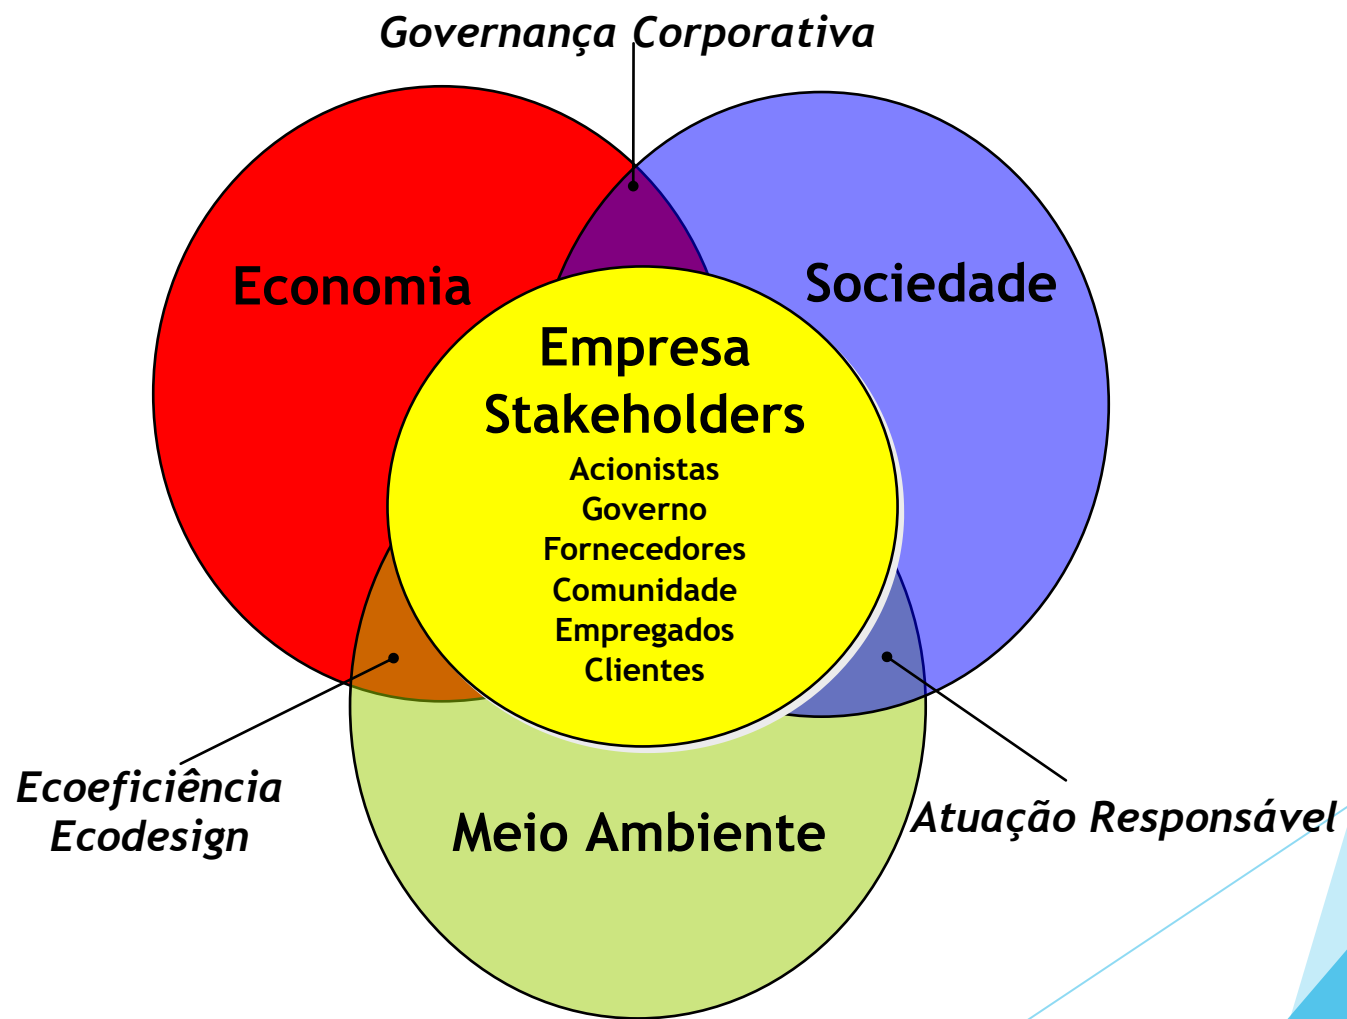 Governança Corporativa
Economia
Sociedade
Empresa
Stakeholders
Acionistas
Governo
Fornecedores
Comunidade
Empregados
Clientes
Ecoeficiência
Ecodesign
Meio Ambiente
Atuação Responsável